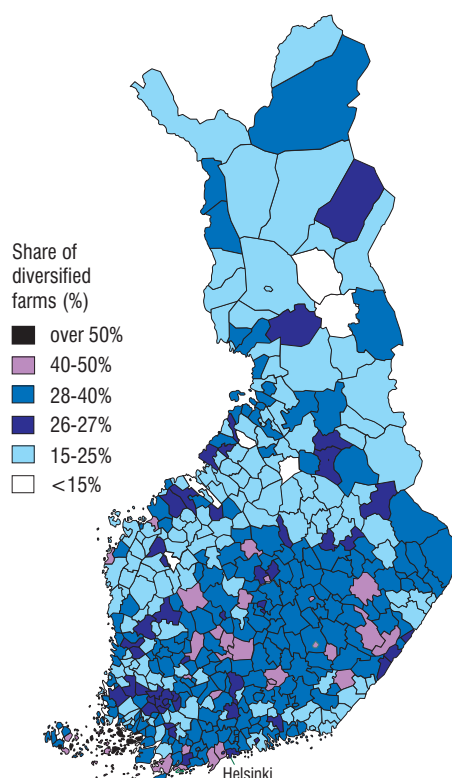 Share of
diversified
farms (%)
over 50%
40-50%
28-40%
26-27%
15-25%
<15%
Helsinki